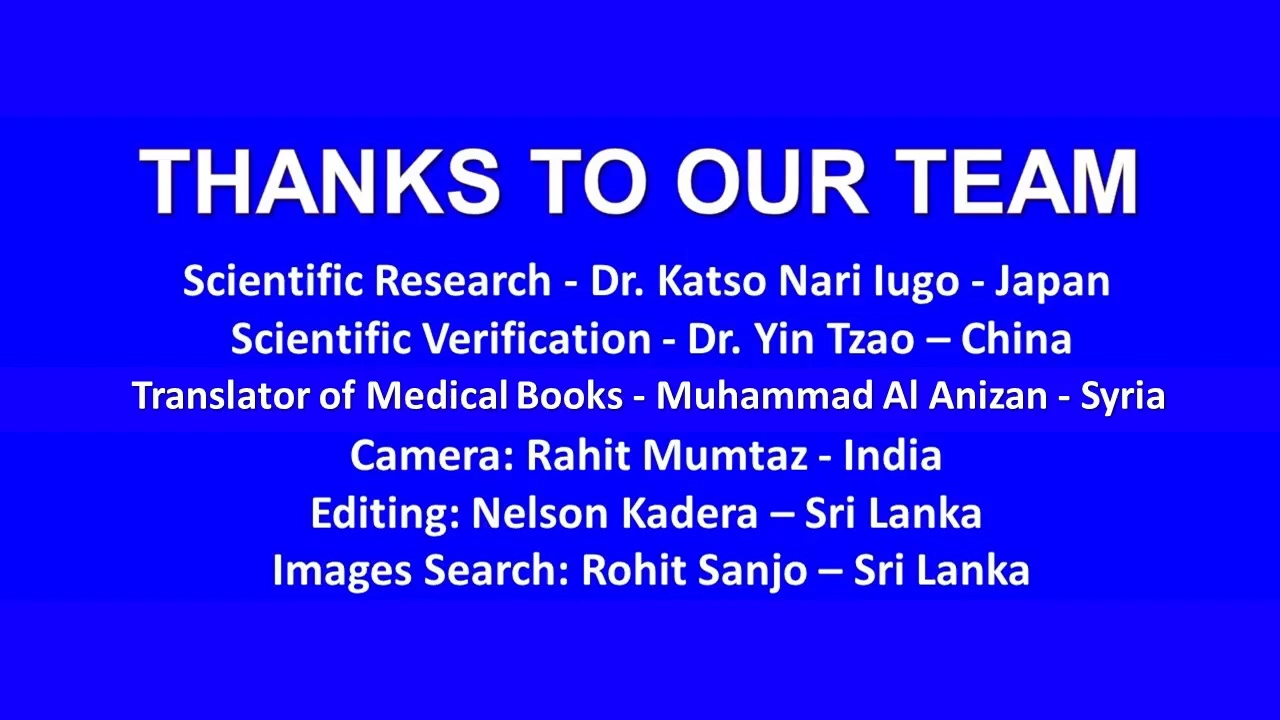 THANKS TO OUR TEAM
Scientific Research - Dr. Katso Nari Iugo - Japan
Scientific Verification - Dr. Yin Tzao – China
Translator of Medical Books - Muhammad Al Anizan - Syria
Camera: Rahit Mumtaz - India
Editing: Nelson Kadera – Sri Lanka
Images Search: Rohit Sanjo – Sri Lanka